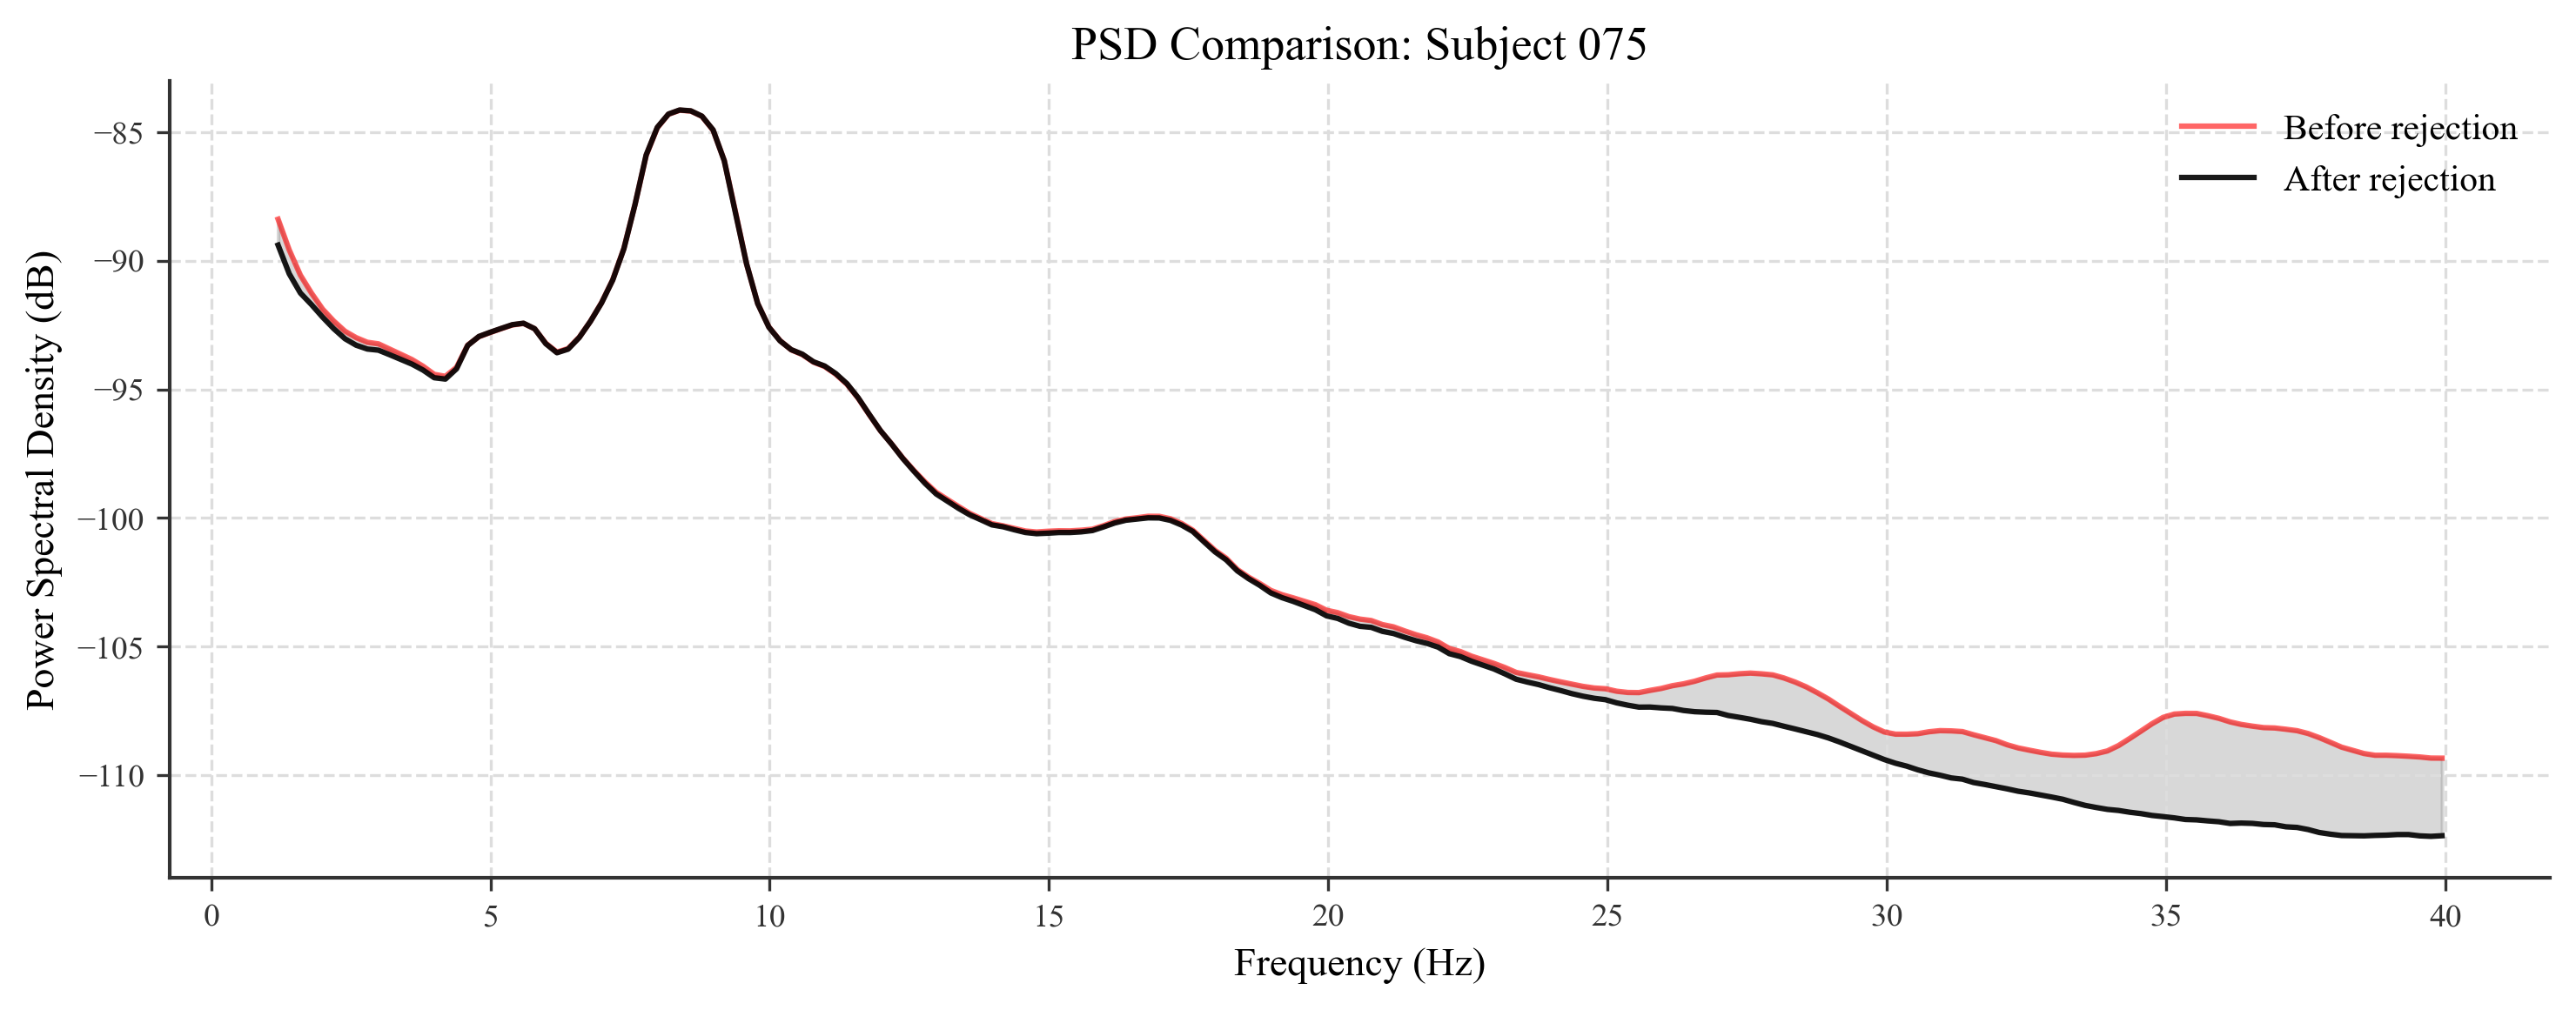 PSD Comparison: Subject 075
Before rejection
After rejection
Power Spectral Density (dB)
−85
−90
−95
−100
−105
−110
0 5 10 15 20 25 30 35 40
Frequency (Hz)